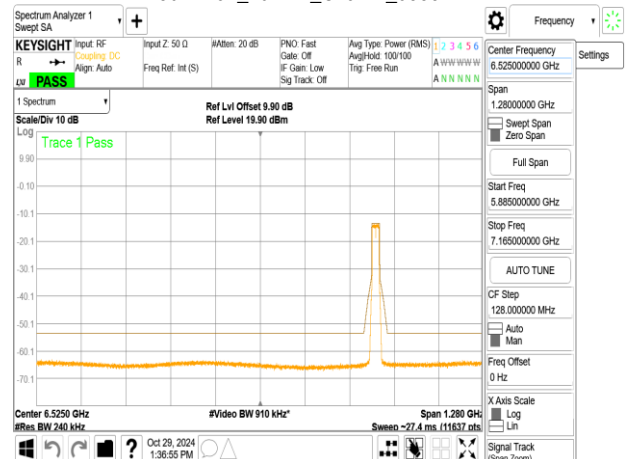 Spectrum Analyzer 1
Swept SA
+
Frequency
KEYSIGHT
R
LXI
PASS
Input: RF
Coupling: DC
Align: Auto
Input Z: 50 Ω
Freq Ref: Int (S)
#Atten: 20 dB
PNO: Fast
Gate: Off
IF Gain: Low
Sig Track: Off
Avg Type: Power (RMS)
Avg|Hold: 100/100
Trig: Free Run
1 2 3 4 5 6
A W W W W W
A N N N N N
Center Frequency
6.525000000 GHz
Settings
Span
1.28000000 GHz
Swept Span
Zero Span
Full Span
Start Freq
5.885000000 GHz
Stop Freq
7.165000000 GHz
AUTO TUNE
CF Step
128.000000 MHz
Auto
Man
Freq Offset
0 Hz
X Axis Scale
Log
Lin
Signal Track
(Span Zoom)
1 Spectrum
Scale/Div 10 dB
Ref Lvl Offset 9.90 dB
Ref Level 19.90 dBm
Log
Trace 1 Pass
9.90
-0.10
-10.1
-20.1
-30.1
-40.1
-50.1
-60.1
-70.1
Center 6.5250 GHz
#Res BW 240 kHz
#Video BW 910 kHz*
Span 1.280 GHz
Sweep ~27.4 ms (11637 pts
?
Oct 29, 2024
1:36:55 PM